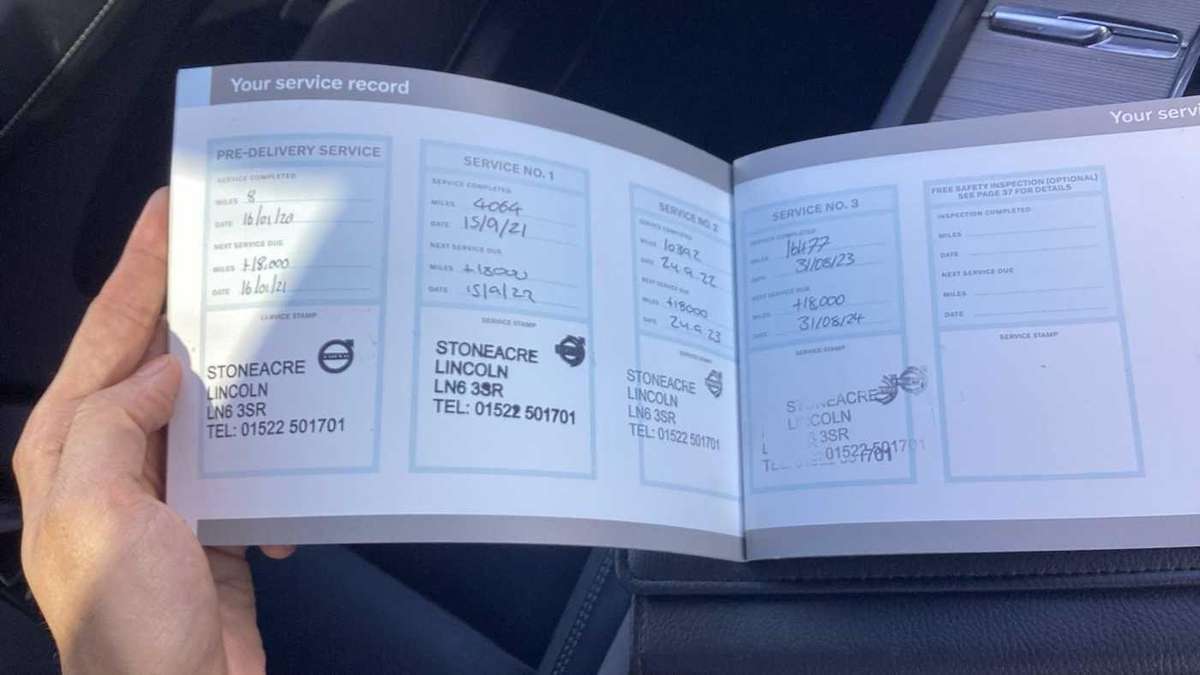 Your service record
PRE-DELIVERY SERVICE
SERVICE COMPLETED
MILES 8
DATE 16/01/20
NEXT SERVICE DUE
MILES +18,000
DATE 16/01/21
SERVICE STAMP
STONEACRE
LINCOLN
LN6 3SR
TEL: 01522 501701
SERVICE NO. 1
SERVICE COMPLETED
MILES 4064
DATE 15/9/21
NEXT SERVICE DUE
MILES +18000
DATE 15/9/22
SERVICE STAMP
STONEACRE
LINCOLN
LN6 3SR
TEL: 01522 501701
SERVICE NO. 2
SERVICE COMPLETED
MILES 10392
DATE 24.9.22
NEXT SERVICE DUE
MILES +18000
DATE 24.9.23
SERVICE STAMP
STONEACRE
LINCOLN
LN6 3SR
TEL: 01522 501701
Your servi
SERVICE NO. 3
SERVICE COMPLETED
MILES 16477
DATE 31/08/23
NEXT SERVICE DUE
MILES +18,000
DATE 31/08/24
SERVICE STAMP
STONEACRE
LINCOLN
3SR
01522 501701
FREE SAFETY INSPECTION (OPTIONAL)
SEE PAGE 37 FOR DETAILS
INSPECTION COMPLETED
MILES
DATE
NEXT SERVICE DUE
MILES
DATE
SERVICE STAMP